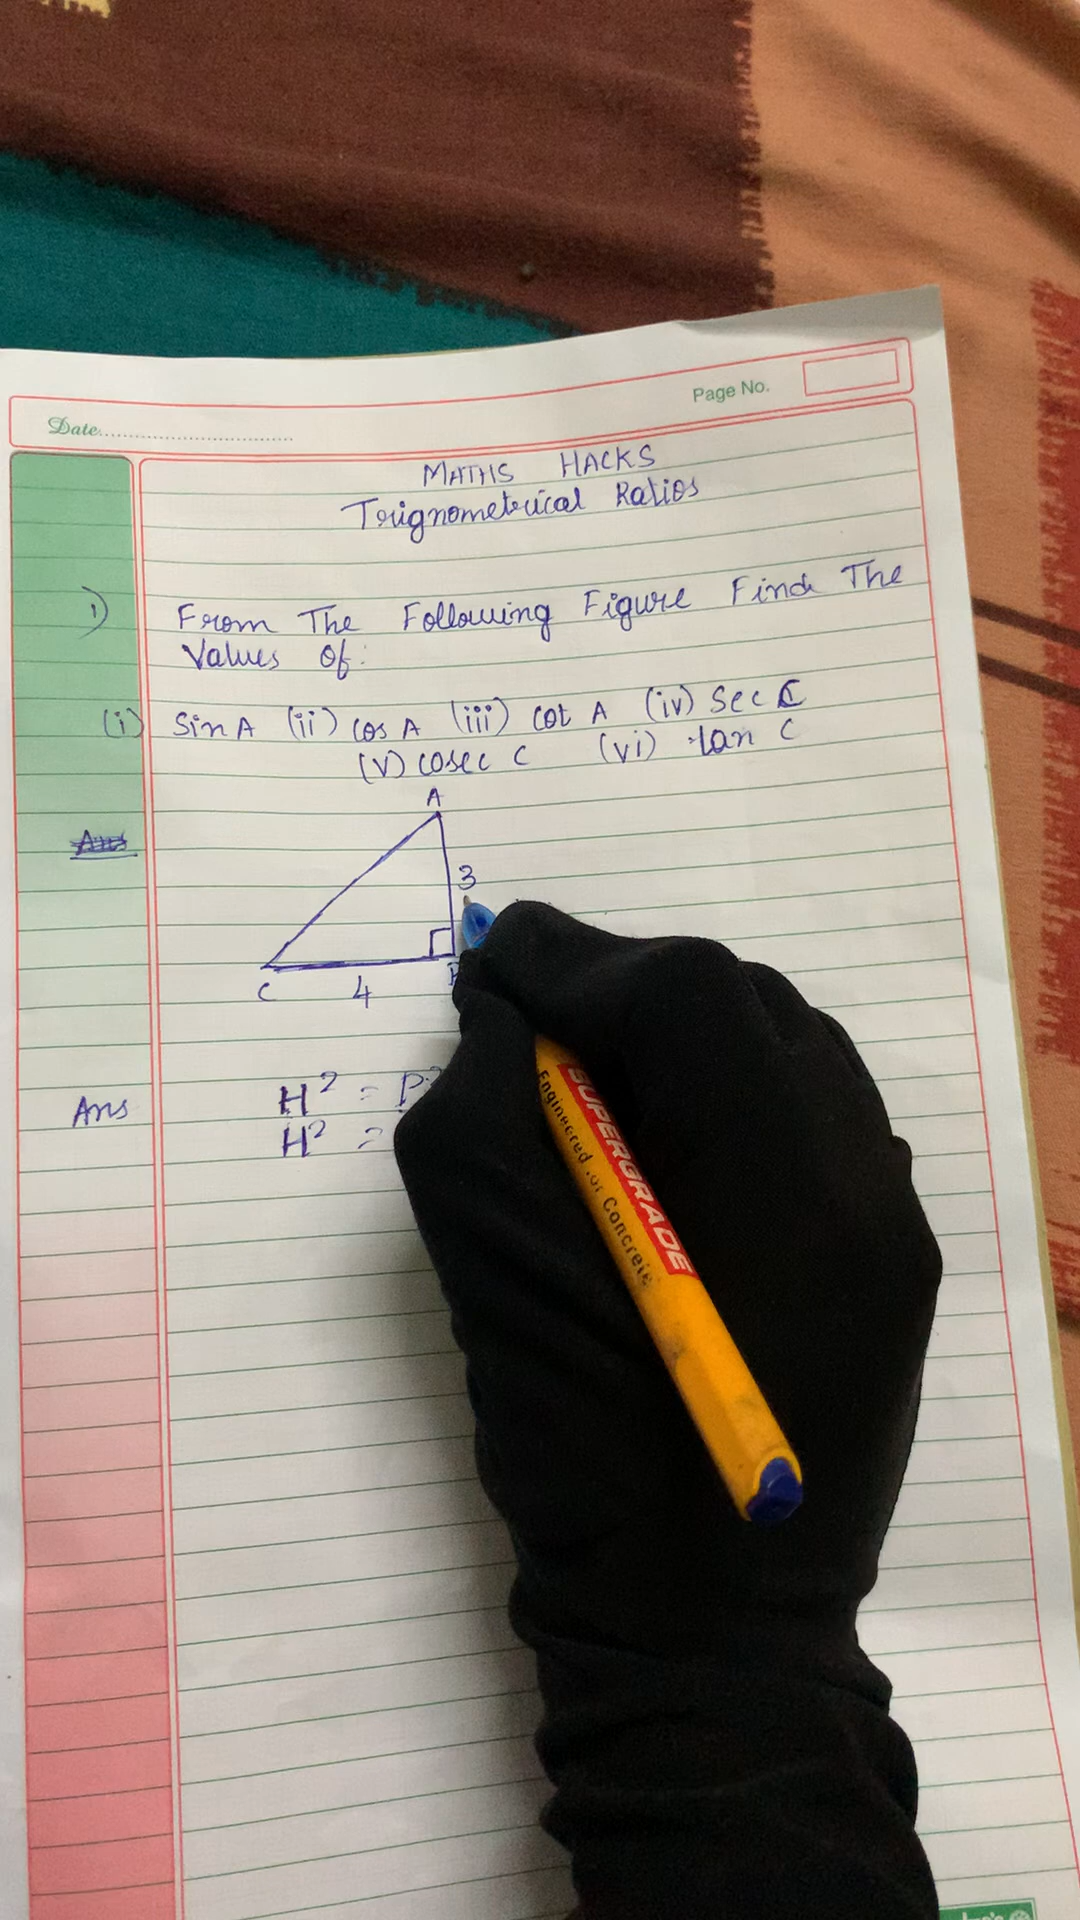 Page No.
Date
MATHS HACKS
Trignometrical Ratios
1) From The Following Figure Find The
Values of:
(i) Sin A (ii) cos A (iii) cot A (iv) Sec C
(v) cosec C (vi) tan C
A
3
C 4
Ans H² = P²
H² =
SUPERGRADE
Engineered for Concrete